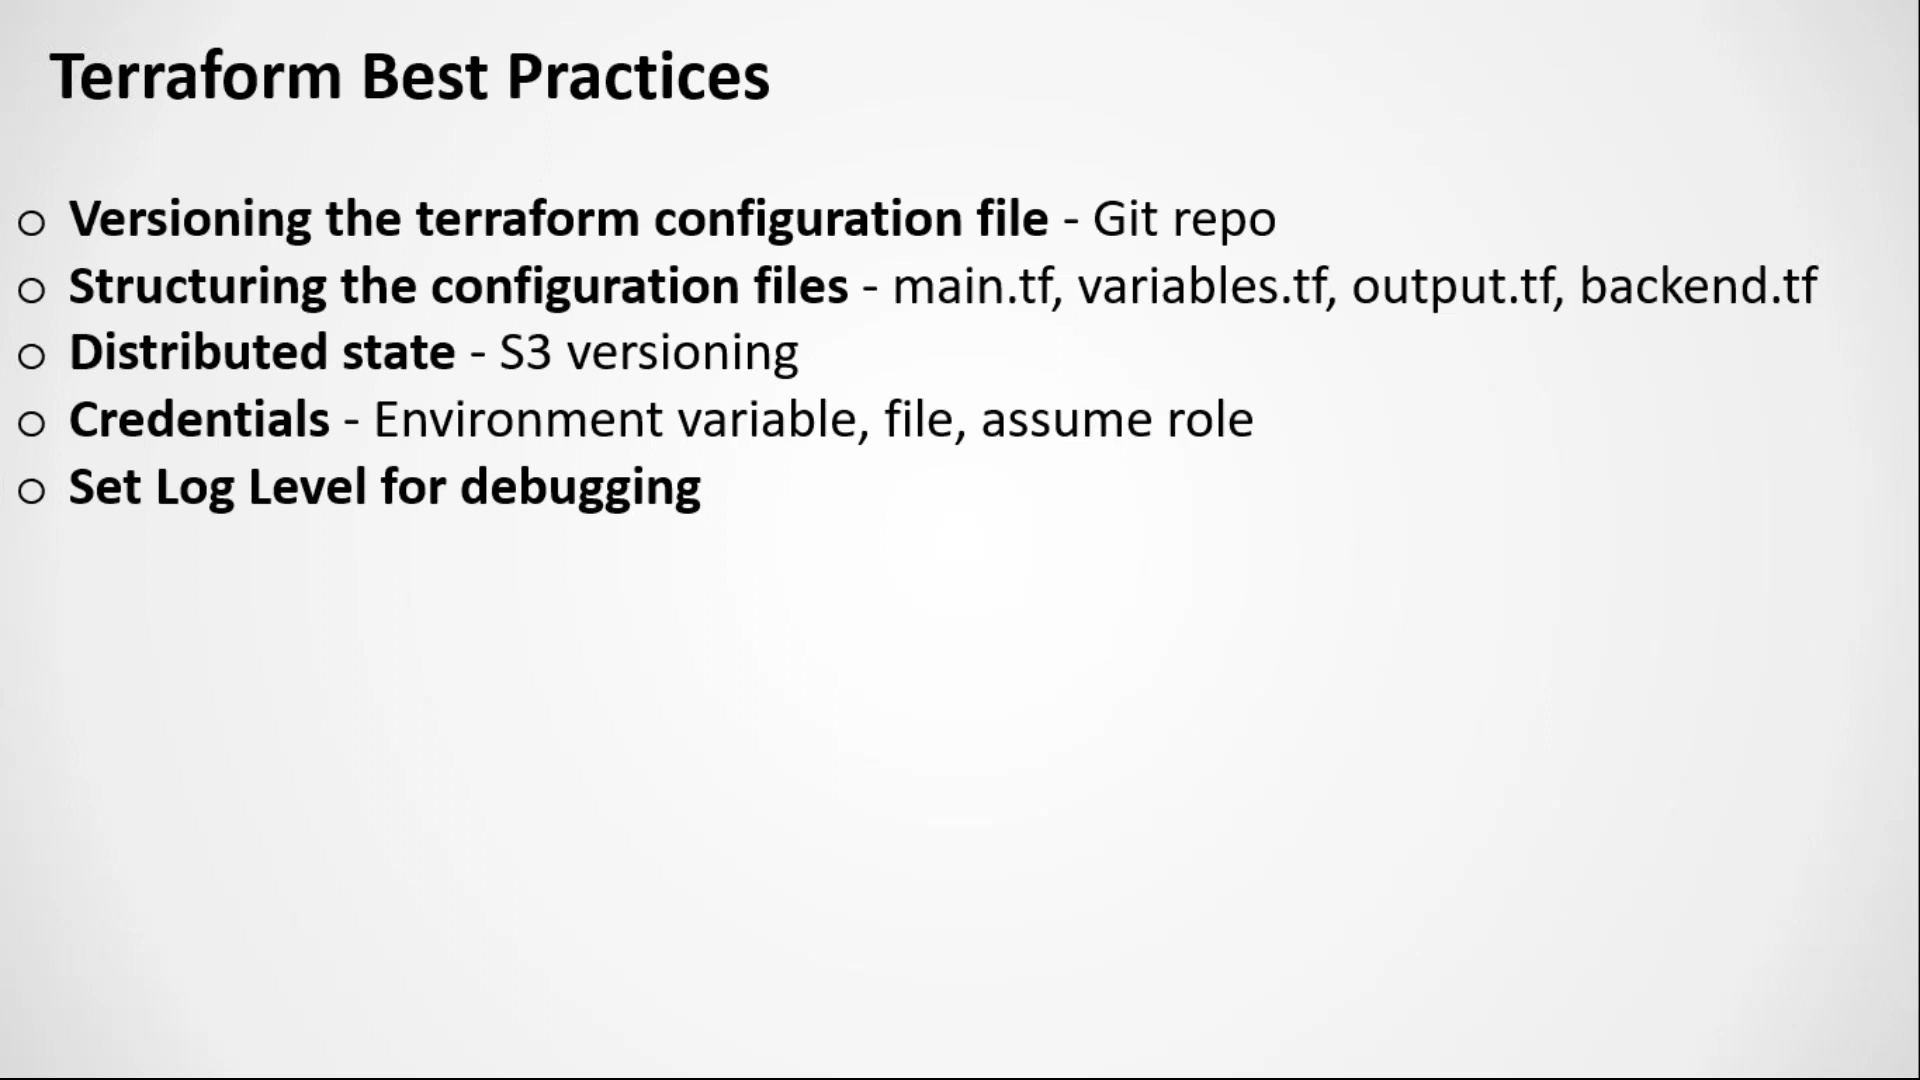 Terraform Best Practices
○ Versioning the terraform configuration file - Git repo
○ Structuring the configuration files - main.tf, variables.tf, output.tf, backend.tf
○ Distributed state - S3 versioning
○ Credentials - Environment variable, file, assume role
○ Set Log Level for debugging